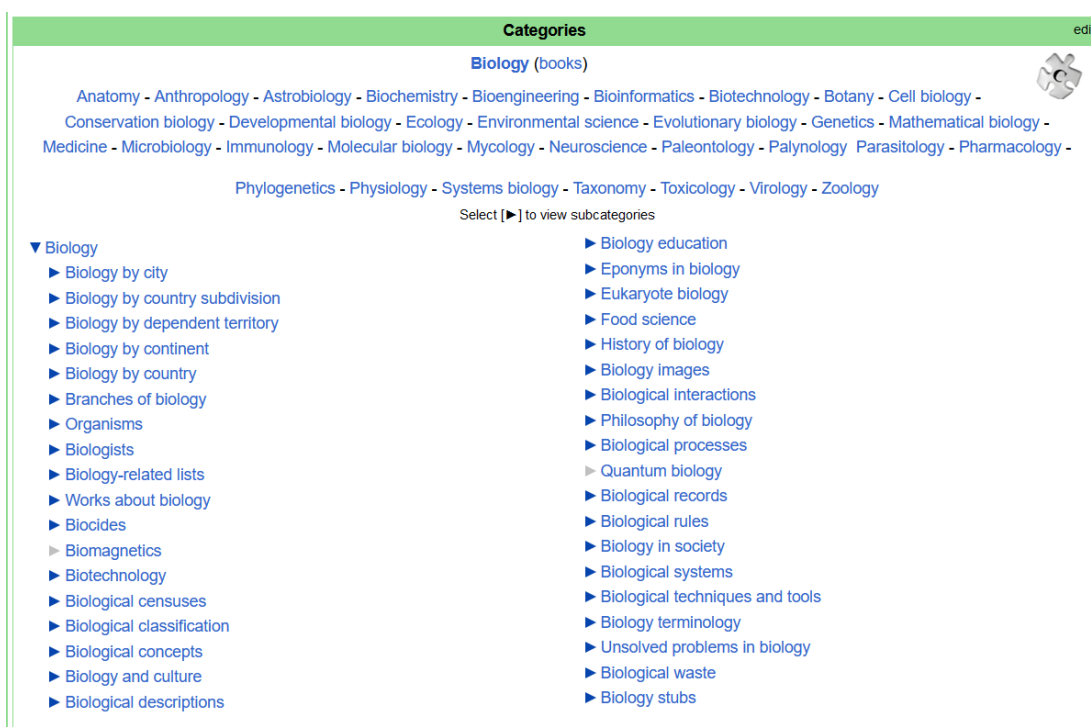 Categories
edi
Biology (books)
C
Anatomy - Anthropology - Astrobiology - Biochemistry - Bioengineering - Bioinformatics - Biotechnology - Botany - Cell biology -
Conservation biology - Developmental biology - Ecology - Environmental science - Evolutionary biology - Genetics - Mathematical biology -
Medicine - Microbiology - Immunology - Molecular biology - Mycology - Neuroscience - Paleontology - Palynology Parasitology - Pharmacology -
Phylogenetics - Physiology - Systems biology - Taxonomy - Toxicology - Virology - Zoology
Select [►] to view subcategories
▼ Biology
► Biology by city
► Biology by country subdivision
► Biology by dependent territory
► Biology by continent
► Biology by country
► Branches of biology
► Organisms
► Biologists
► Biology-related lists
► Works about biology
► Biocides
► Biomagnetics
► Biotechnology
► Biological censuses
► Biological classification
► Biological concepts
► Biology and culture
► Biological descriptions
► Biology education
► Eponyms in biology
► Eukaryote biology
► Food science
► History of biology
► Biology images
► Biological interactions
► Philosophy of biology
► Biological processes
► Quantum biology
► Biological records
► Biological rules
► Biology in society
► Biological systems
► Biological techniques and tools
► Biology terminology
► Unsolved problems in biology
► Biological waste
► Biology stubs